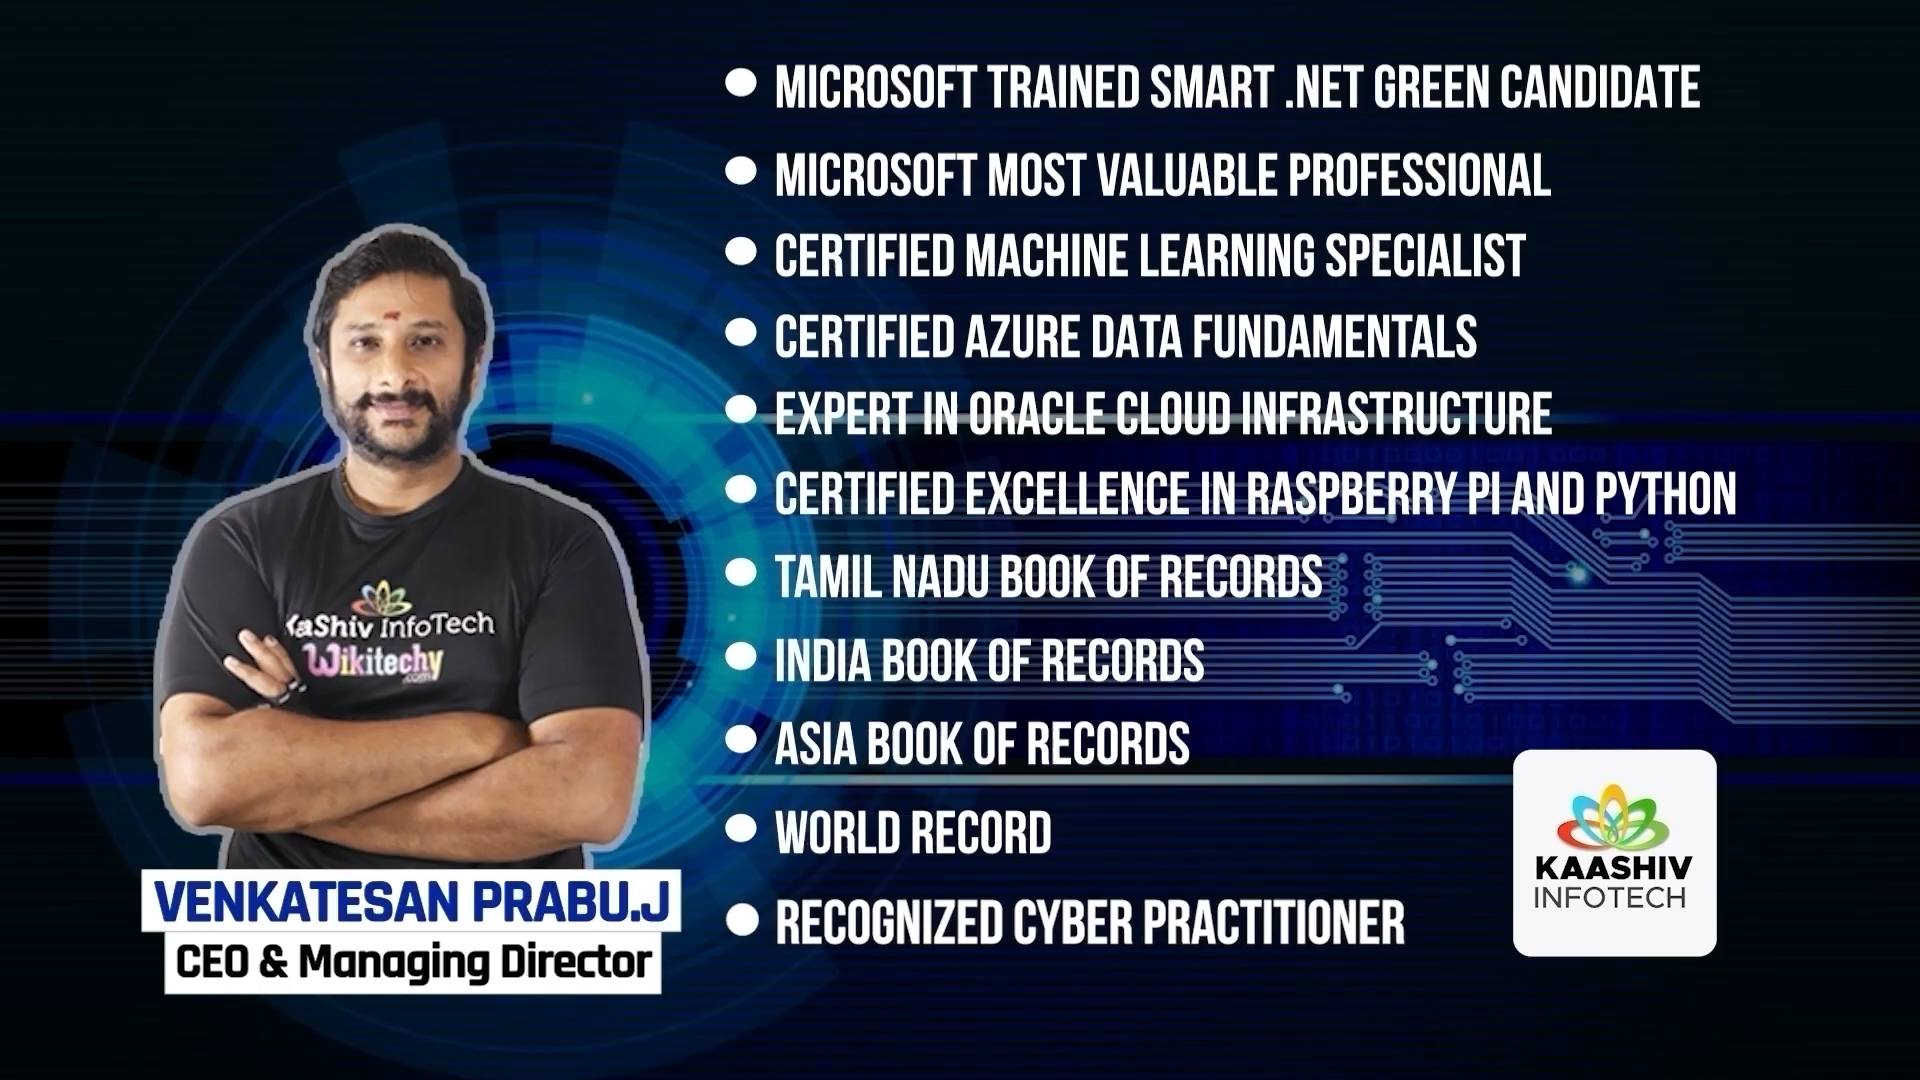 MICROSOFT TRAINED SMART .NET GREEN CANDIDATE
MICROSOFT MOST VALUABLE PROFESSIONAL
CERTIFIED MACHINE LEARNING SPECIALIST
CERTIFIED AZURE DATA FUNDAMENTALS
EXPERT IN ORACLE CLOUD INFRASTRUCTURE
CERTIFIED EXCELLENCE IN RASPBERRY PI AND PYTHON
TAMIL NADU BOOK OF RECORDS
INDIA BOOK OF RECORDS
ASIA BOOK OF RECORDS
WORLD RECORD
RECOGNIZED CYBER PRACTITIONER
KaShiv InfoTech
Wikitechy
.com
VENKATESAN PRABU.J
CEO & Managing Director
KAASHIV
INFOTECH